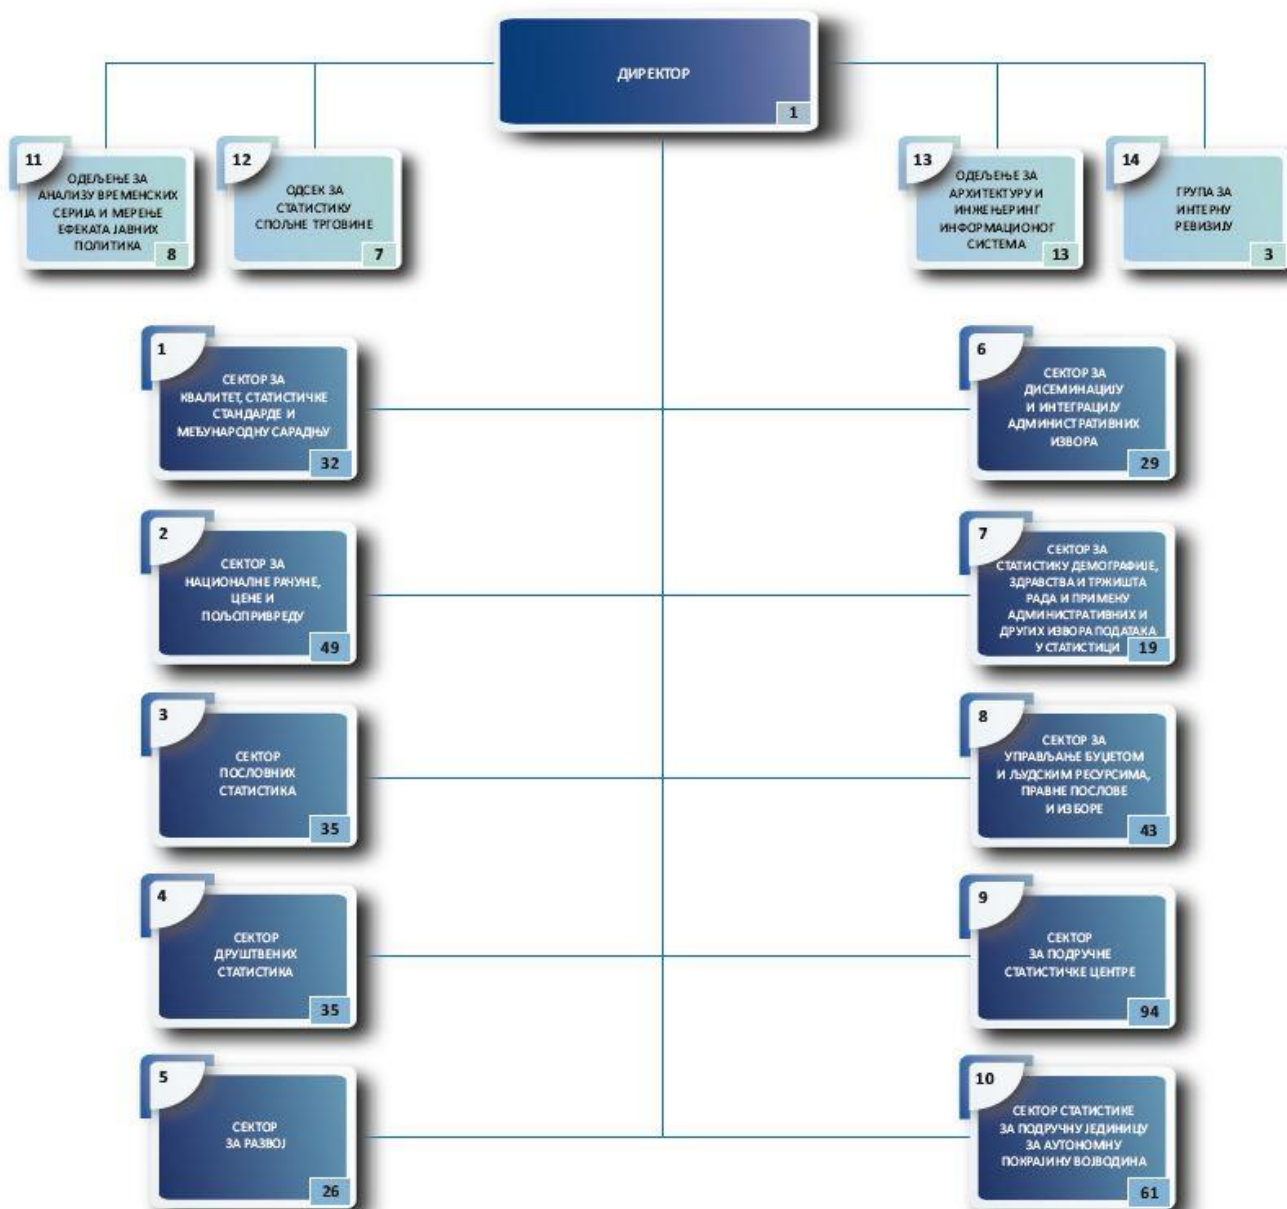 ДИРЕКТОР
1
11
ОДЕЉЕЊЕ ЗА
АНАЛИЗУ ВРЕМЕНСКИХ
СЕРИЈА И МЕРЕЊЕ
ЕФЕКАТА ЈАВНИХ
ПОЛИТИКА
8
12
ОДСЕК ЗА
СТАТИСТИКУ
СПОЉНЕ ТРГОВИНЕ
7
13
ОДЕЉЕЊЕ ЗА
АРХИТЕКТУРУ И
ИНЖЕЊЕРИНГ
ИНФОРМАЦИОНОГ
СИСТЕМА
13
14
ГРУПА ЗА
ИНТЕРНУ
РЕВИЗИЈУ
3
1
СЕКТОР ЗА
КВАЛИТЕТ, СТАТИСТИЧКЕ
СТАНДАРДЕ И
МЕЂУНАРОДНУ САРАДЊУ
32
6
СЕКТОР ЗА
ДИСЕМИНАЦИЈУ
И ИНТЕГРАЦИЈУ
АДМИНИСТРАТИВНИХ
ИЗВОРА
29
2
СЕКТОР ЗА
НАЦИОНАЛНЕ РАЧУНЕ,
ЦЕНЕ И
ПОЉОПРИВРЕДУ
49
7
СЕКТОР ЗА
СТАТИСТИКУ ДЕМОГРАФИЈЕ,
ЗДРАВСТВА И ТРЖИШТА
РАДА И ПРИМЕНУ
АДМИНИСТРАТИВНИХ И
ДРУГИХ ИЗВОРА ПОДАТАКА
У СТАТИСТИЦИ
19
3
СЕКТОР
ПОСЛОВНИХ
СТАТИСТИКА
35
8
СЕКТОР ЗА
УПРАВЉАЊЕ БУЏЕТОМ
И ЉУДСКИМ РЕСУРСИМА,
ПРАВНЕ ПОСЛОВЕ
И ИЗБОРЕ
43
4
СЕКТОР
ДРУШТВЕНИХ
СТАТИСТИКА
35
9
СЕКТОР
ЗА ПОДРУЧНЕ
СТАТИСТИЧКЕ ЦЕНТРЕ
94
5
СЕКТОР
ЗА РАЗВОЈ
26
10
СЕКТОР СТАТИСТИКЕ
ЗА ПОДРУЧНУ ЈЕДИНИЦУ
ЗА АУТОНОМНУ
ПОКРАЈИНУ ВОЈВОДИНА
61